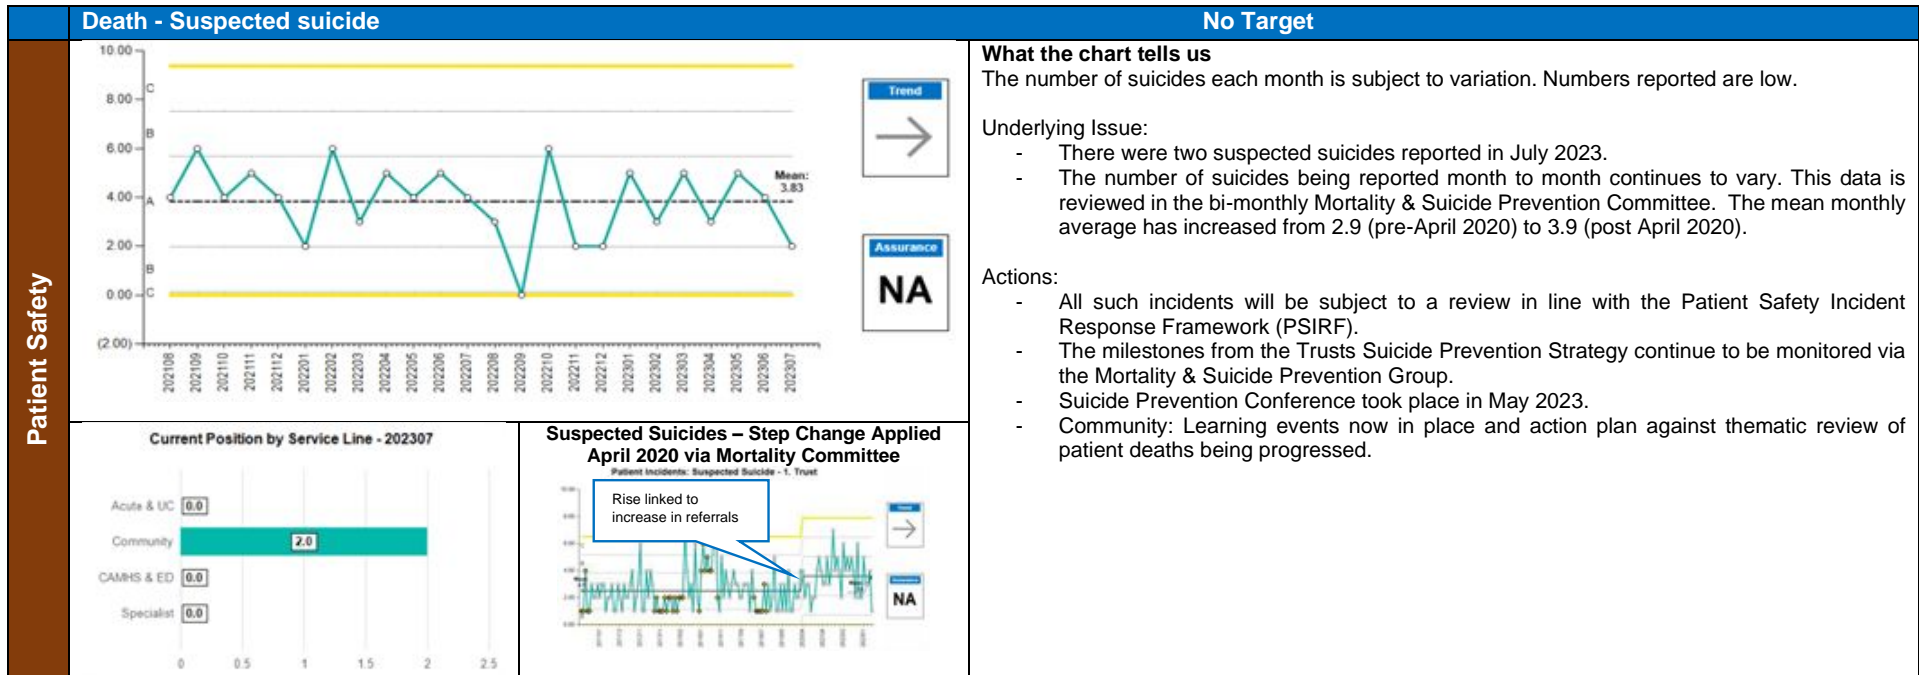 Death - Suspected suicide
No Target
Patient Safety
10.00
8.00
6.00
4.00
2.00
0.00
(2.00)
C
B
A
B
C
Mean:
3.83
202108
202109
202110
202111
202112
202201
202202
202203
202204
202205
202206
202207
202208
202209
202210
202211
202212
202301
202302
202303
202304
202305
202306
202307
Trend
Assurance
NA
What the chart tells us
The number of suicides each month is subject to variation. Numbers reported are low.
Underlying Issue:
- There were two suspected suicides reported in July 2023.
- The number of suicides being reported month to month continues to vary. This data is
reviewed in the bi-monthly Mortality & Suicide Prevention Committee. The mean monthly
average has increased from 2.9 (pre-April 2020) to 3.9 (post April 2020).
Actions:
- All such incidents will be subject to a review in line with the Patient Safety Incident
Response Framework (PSIRF).
- The milestones from the Trusts Suicide Prevention Strategy continue to be monitored via
the Mortality & Suicide Prevention Group.
- Suicide Prevention Conference took place in May 2023.
- Community: Learning events now in place and action plan against thematic review of
patient deaths being progressed.
Current Position by Service Line - 202307
Acute & UC 0.0
Community 2.0
CAMHS & ED 0.0
Specialist 0.0
0 0.5 1 1.5 2 2.5
Suspected Suicides – Step Change Applied
April 2020 via Mortality Committee
Patient Incidents: Suspected Suicide - 1. Trust
Rise linked to
increase in referrals
NA